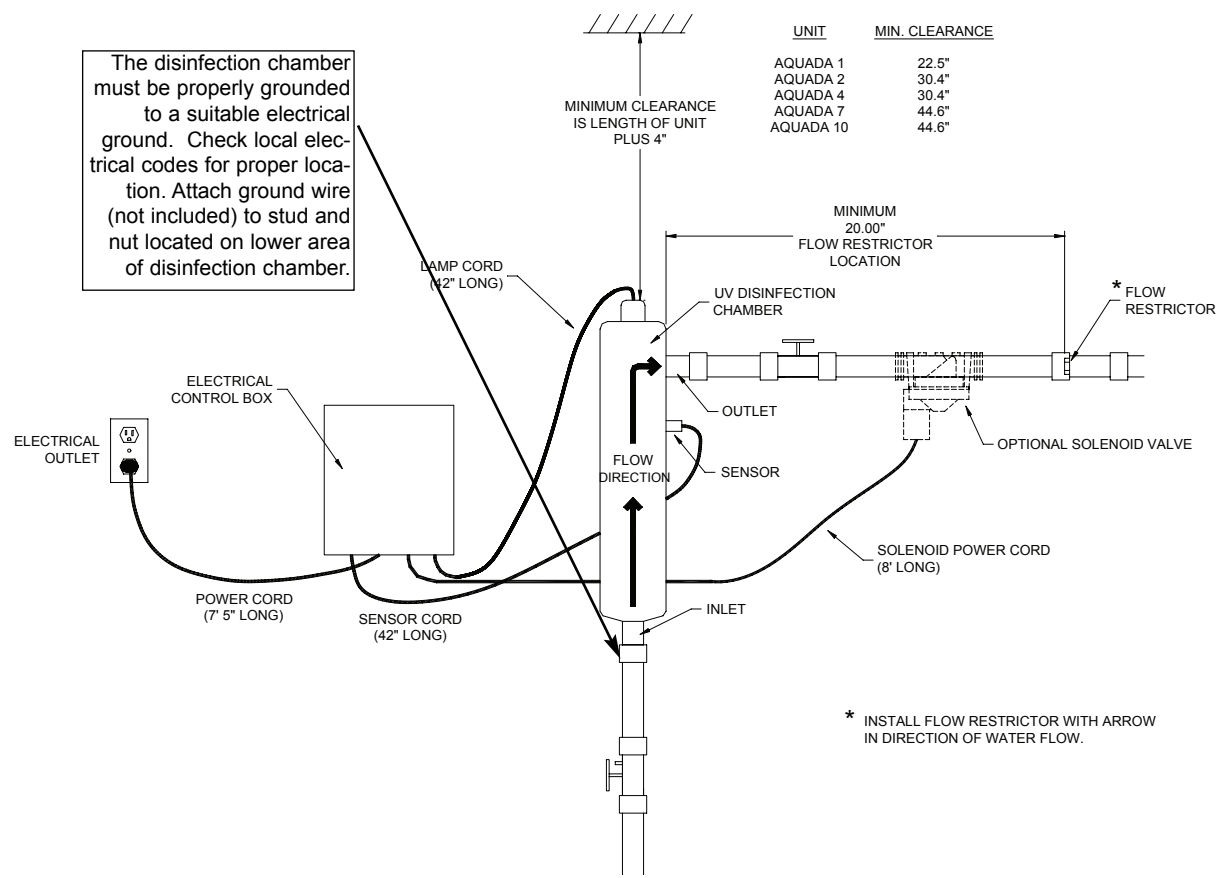 The disinfection chamber
must be properly grounded
to a suitable electrical
ground. Check local elec-
trical codes for proper loca-
tion. Attach ground wire
(not included) to stud and
nut located on lower area
of disinfection chamber.
MINIMUM CLEARANCE
IS LENGTH OF UNIT
PLUS 4"
UNIT MIN. CLEARANCE
AQUADA 1 22.5"
AQUADA 2 30.4"
AQUADA 4 30.4"
AQUADA 7 44.6"
AQUADA 10 44.6"
MINIMUM
20.00"
FLOW RESTRICTOR
LOCATION
LAMP CORD
(42" LONG)
UV DISINFECTION
CHAMBER
* FLOW
RESTRICTOR
ELECTRICAL
CONTROL BOX
OUTLET
ELECTRICAL
OUTLET
OPTIONAL SOLENOID VALVE
FLOW
DIRECTION
SENSOR
SOLENOID POWER CORD
(8' LONG)
POWER CORD
(7' 5" LONG)
SENSOR CORD
(42" LONG)
INLET
* INSTALL FLOW RESTRICTOR WITH ARROW
IN DIRECTION OF WATER FLOW.